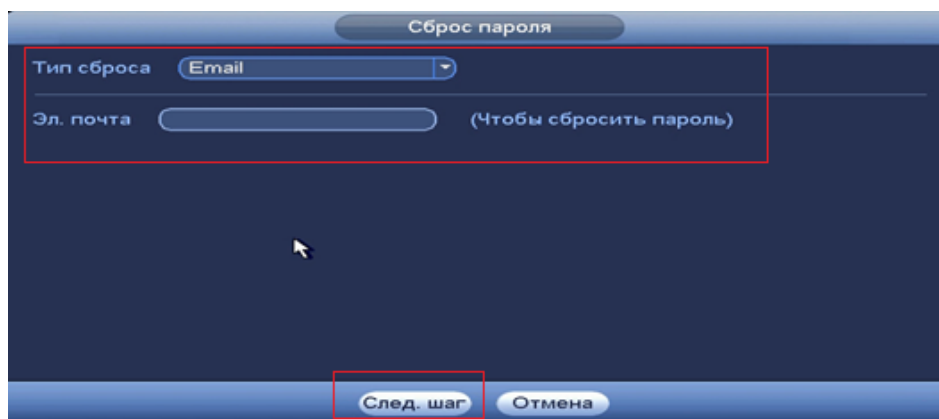 Сброс пароля
Тип сброса Email
Эл. почта (Чтобы сбросить пароль)
След. шаг Отмена